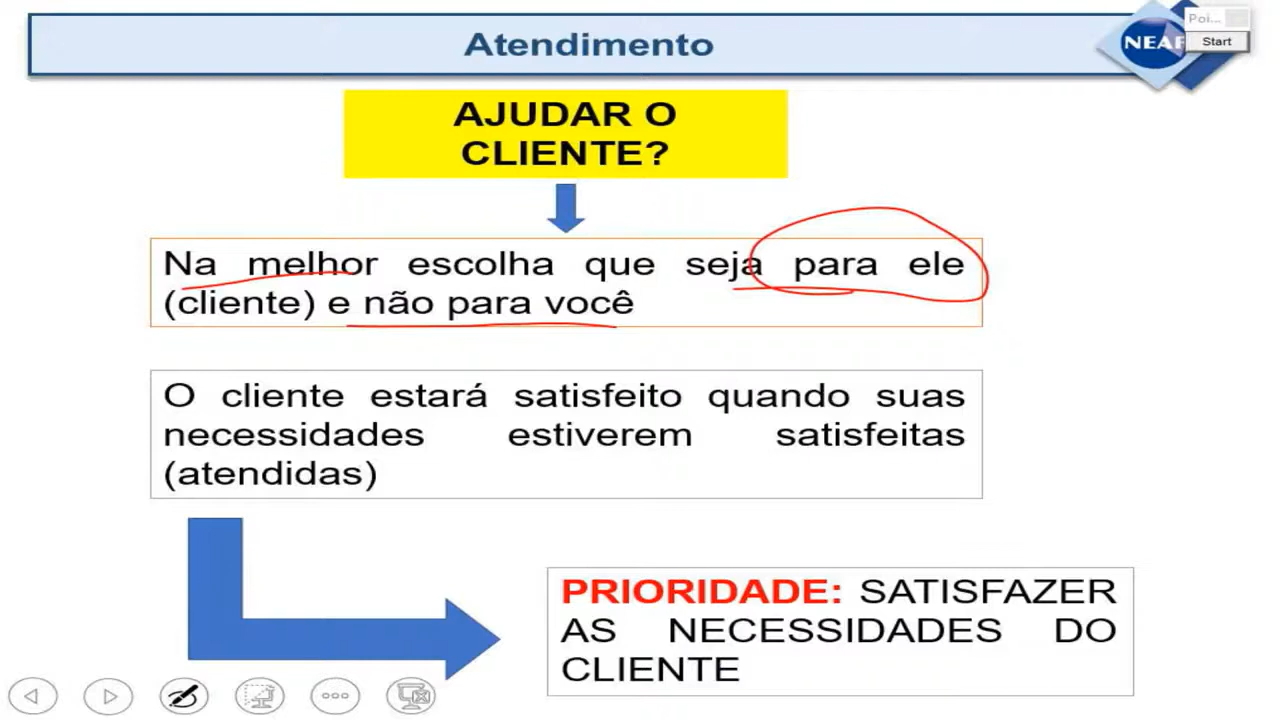 Atendimento
NEAF
Poi...
Start
AJUDAR O
CLIENTE?
Na melhor escolha que seja para ele
(cliente) e não para você
O cliente estará satisfeito quando suas
necessidades estiverem satisfeitas
(atendidas)
PRIORIDADE: SATISFAZER
AS NECESSIDADES DO
CLIENTE